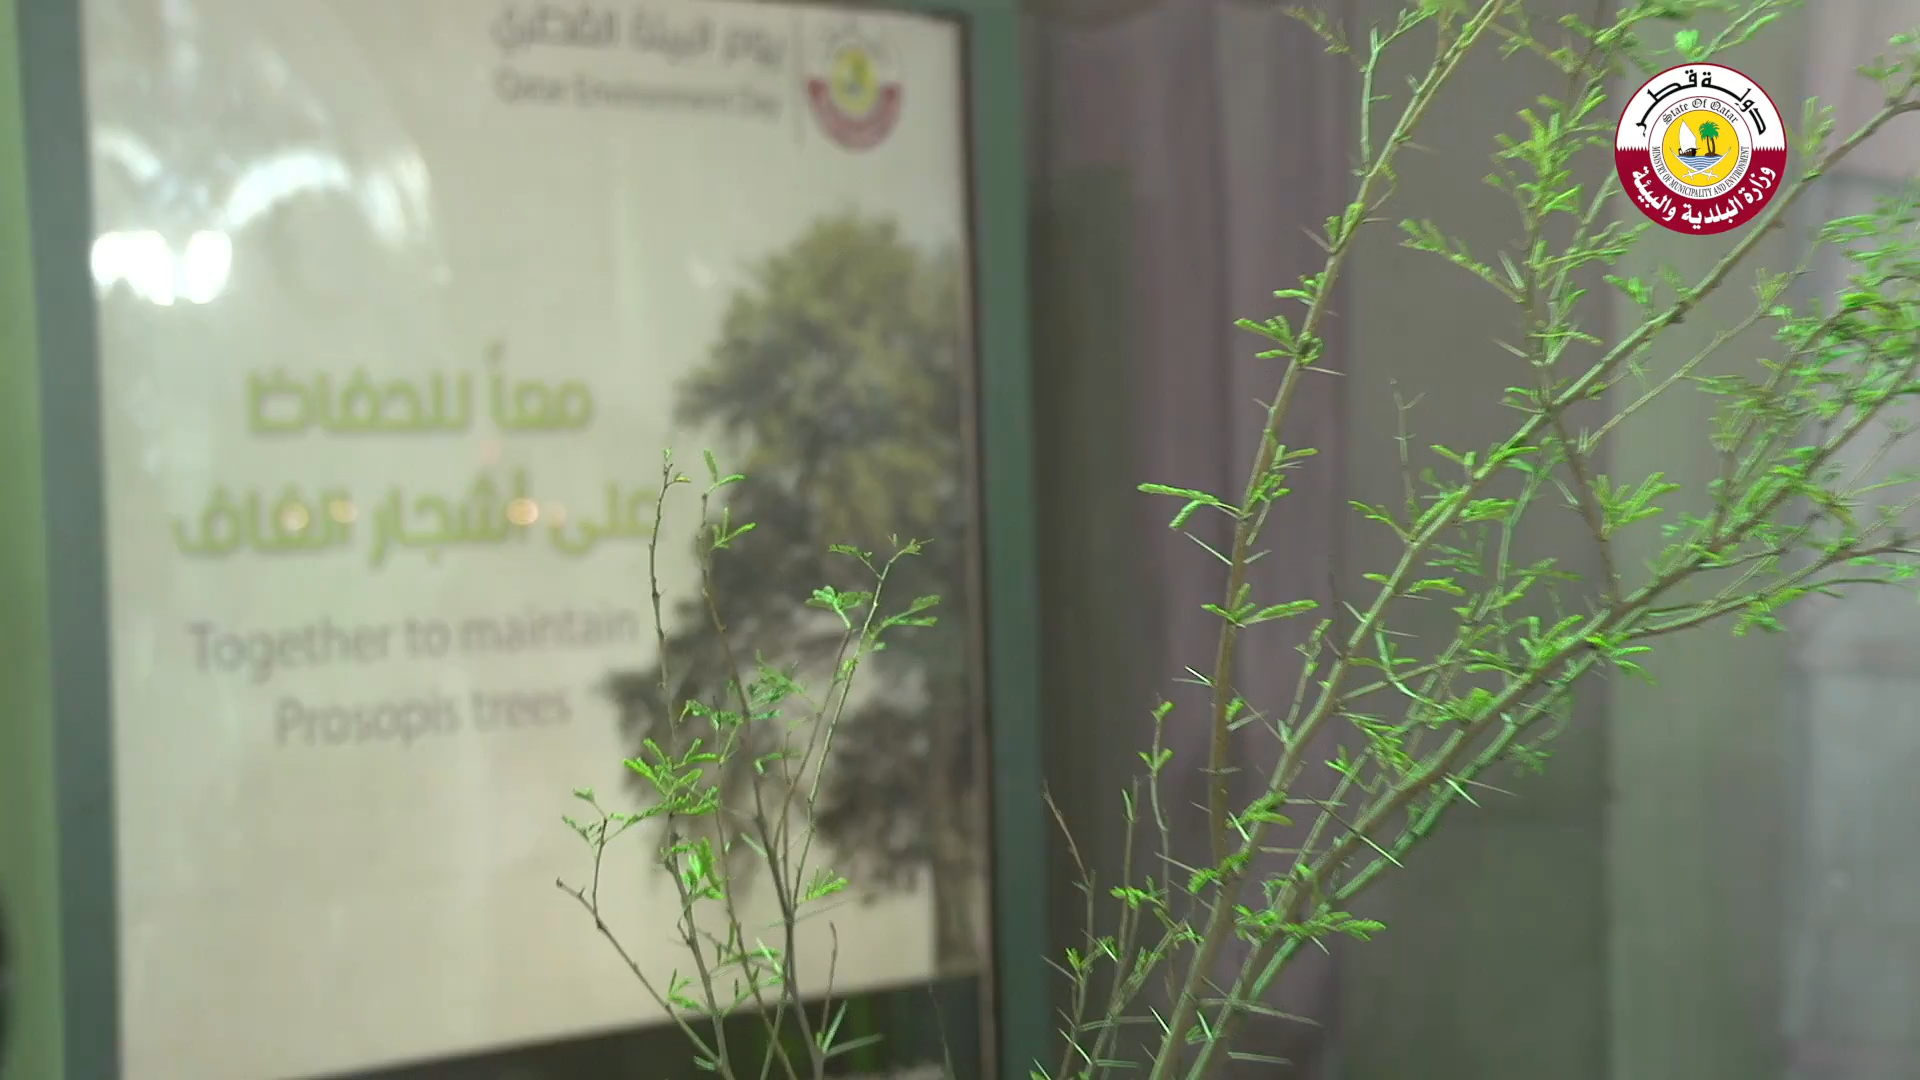 يوم البيئة القطري
Qatar Environment Day
معاً للحفاظ
على أشجار الغاف
Together to maintain
Prosopis trees
دولة قطر
State Of Qatar
MINISTRY OF MUNICIPALITY AND ENVIRONMENT
وزارة البلدية والبيئة